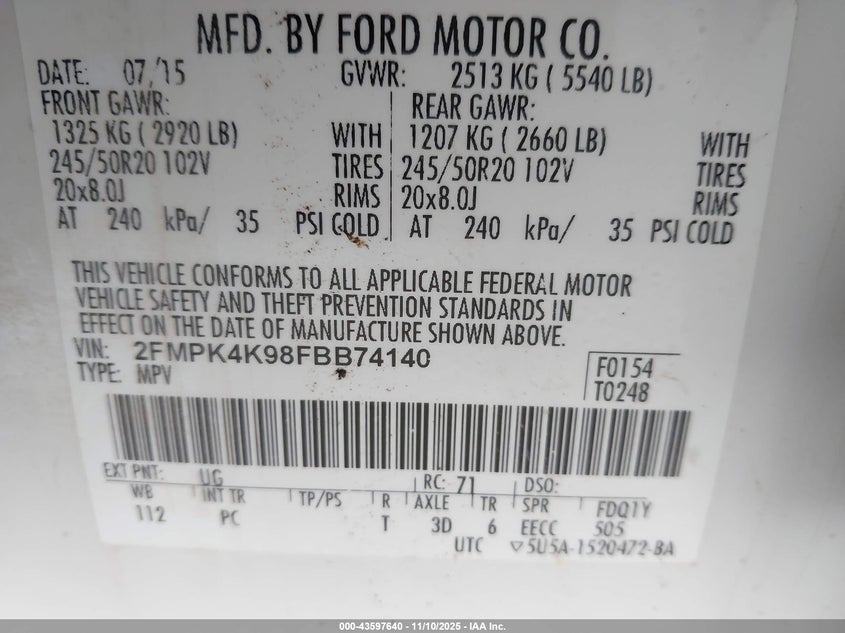 MFD. BY FORD MOTOR CO.
DATE: 07/15 GVWR: 2513 KG ( 5540 LB)
FRONT GAWR: REAR GAWR:
1325 KG ( 2920 LB) WITH 1207 KG ( 2660 LB) WITH
245/50R20 102V TIRES 245/50R20 102V TIRES
20x8.0J RIMS 20x8.0J RIMS
AT 240 kPa/ 35 PSI COLD AT 240 kPa/ 35 PSI COLD
THIS VEHICLE CONFORMS TO ALL APPLICABLE FEDERAL MOTOR
VEHICLE SAFETY AND THEFT PREVENTION STANDARDS IN
EFFECT ON THE DATE OF MANUFACTURE SHOWN ABOVE.
VIN: 2FMPK4K98FBB74140 F0154
TYPE: MPV T0248
EXT PNT: UG RC: 71 DSO:
WB INT TR TP/PS R AXLE TR SPR FDQ1Y
112 PC T 3D 6 EECC 505
UTC ▽5U5A-1520472-BA
000-43597640 — 11/10/2025 — IAA Inc.